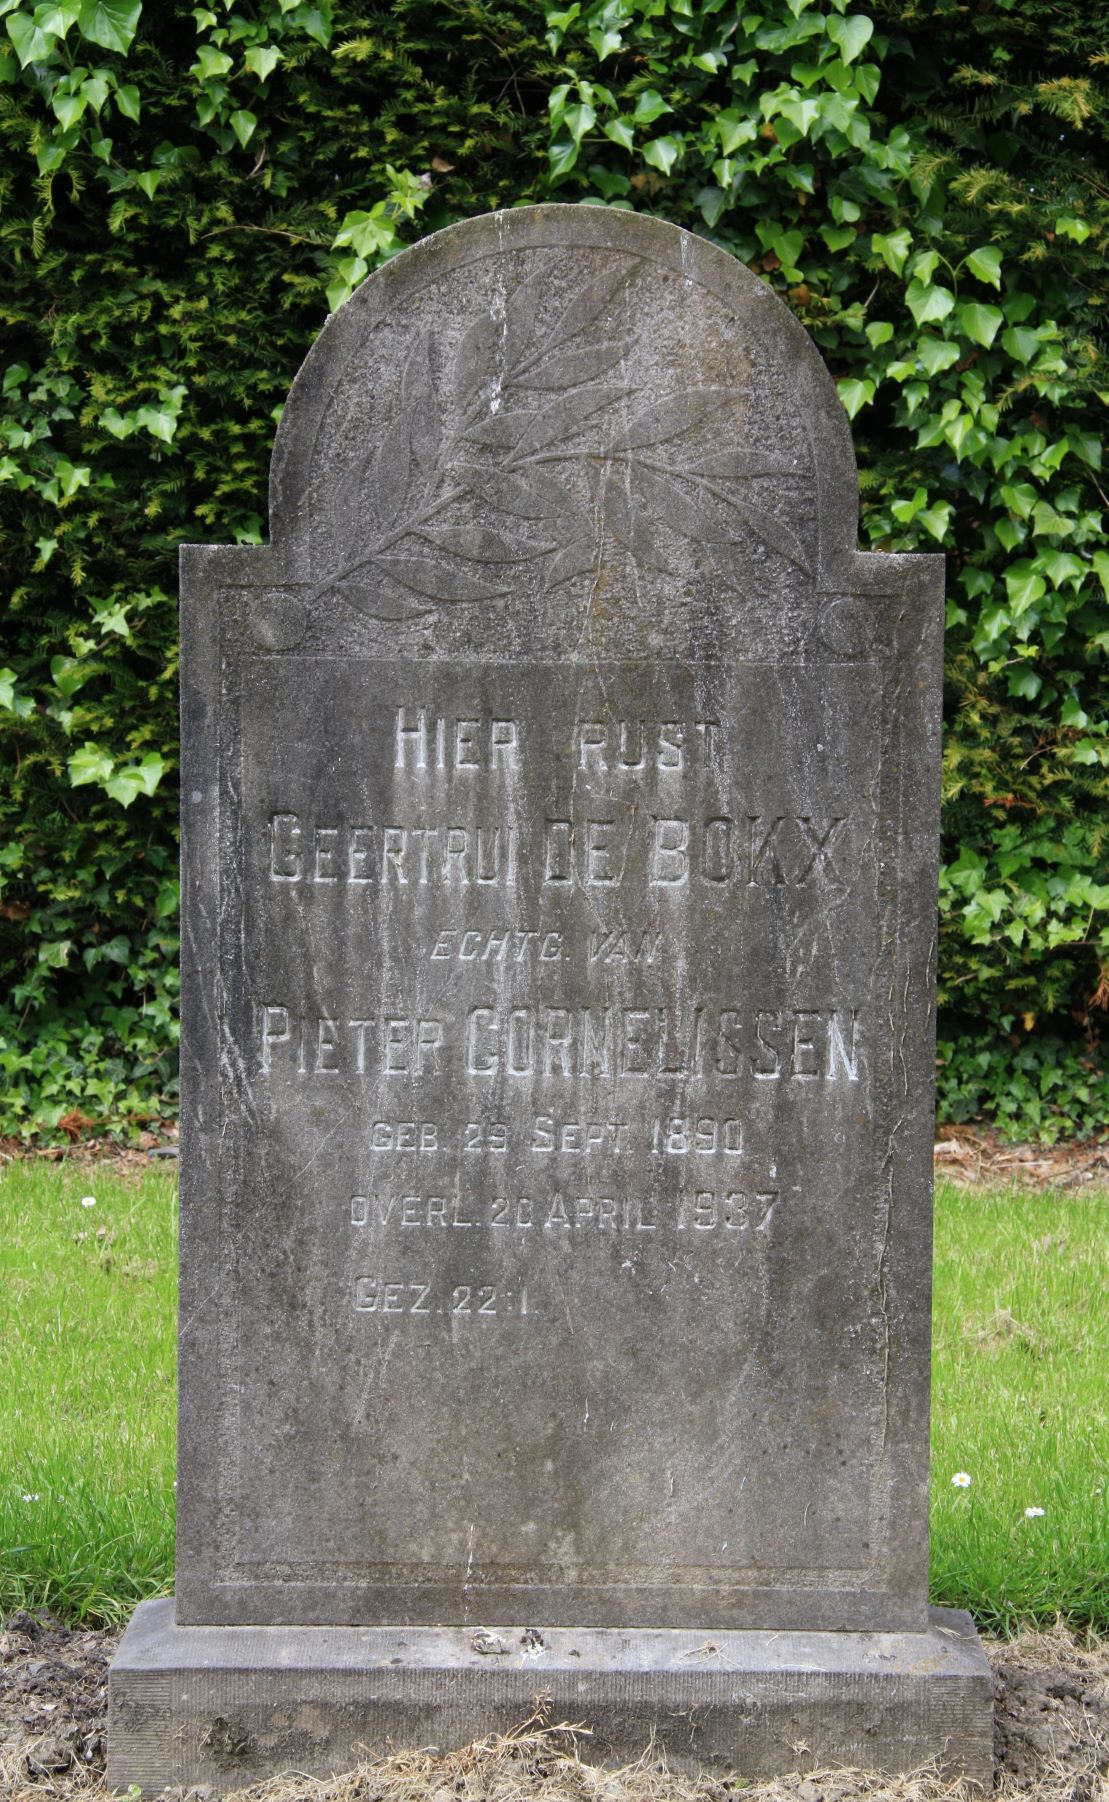 HIER RUST
GEERTRUI DE BOKX
ECHTG. VAN
PIETER CORNELISSEN
GEB. 29 SEPT. 1890
OVERL. 20 APRIL 1937
GEZ. 22:1.